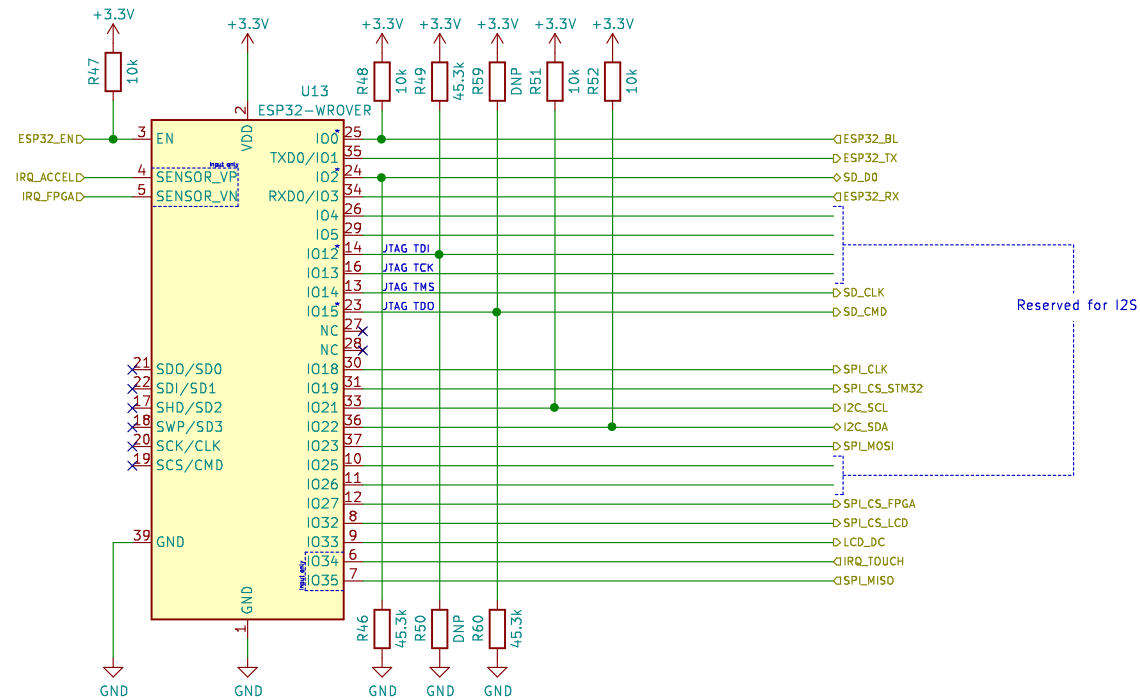 +3.3V
+3.3V
+3.3V
+3.3V
+3.3V
+3.3V
+3.3V
R47
10k
R48
10k
R49
45.3k
R59
DNP
R51
10k
R52
10k
U13
ESP32-WROVER
2
VDD
ESP32_EN
3
EN
IRQ_ACCEL
4
SENSOR_VP
IRQ_FPGA
5
SENSOR_VN
Input_only
21
SDO/SD0
22
SDI/SD1
17
SHD/SD2
18
SWP/SD3
20
SCK/CLK
19
SCS/CMD
39
GND
IO0
*
25
ESP32_BL
TXD0/IO1
35
ESP32_TX
IO2
*
24
SD_D0
RXD0/IO3
34
ESP32_RX
IO4
26
IO5
29
IO12
*
14
JTAG TDI
IO13
16
JTAG TCK
IO14
13
JTAG TMS
SD_CLK
IO15
*
23
JTAG TDO
SD_CMD
Reserved for I2S
NC
27
NC
28
IO18
30
SPI_CLK
IO19
31
SPI_CS_STM32
IO21
33
I2C_SCL
IO22
36
I2C_SDA
IO23
37
SPI_MOSI
IO25
10
IO26
11
IO27
12
SPI_CS_FPGA
IO32
8
SPI_CS_LCD
IO33
9
LCD_DC
IO34
6
IRQ_TOUCH
IO35
7
SPI_MISO
Input_only
GND
1
R46
45.3k
R50
DNP
R60
45.3k
GND
GND
GND
GND
GND